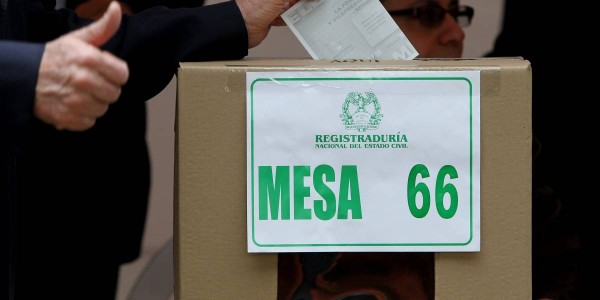 REGISTRADURÍA
NACIONAL DEL ESTADO CIVIL
MESA 66